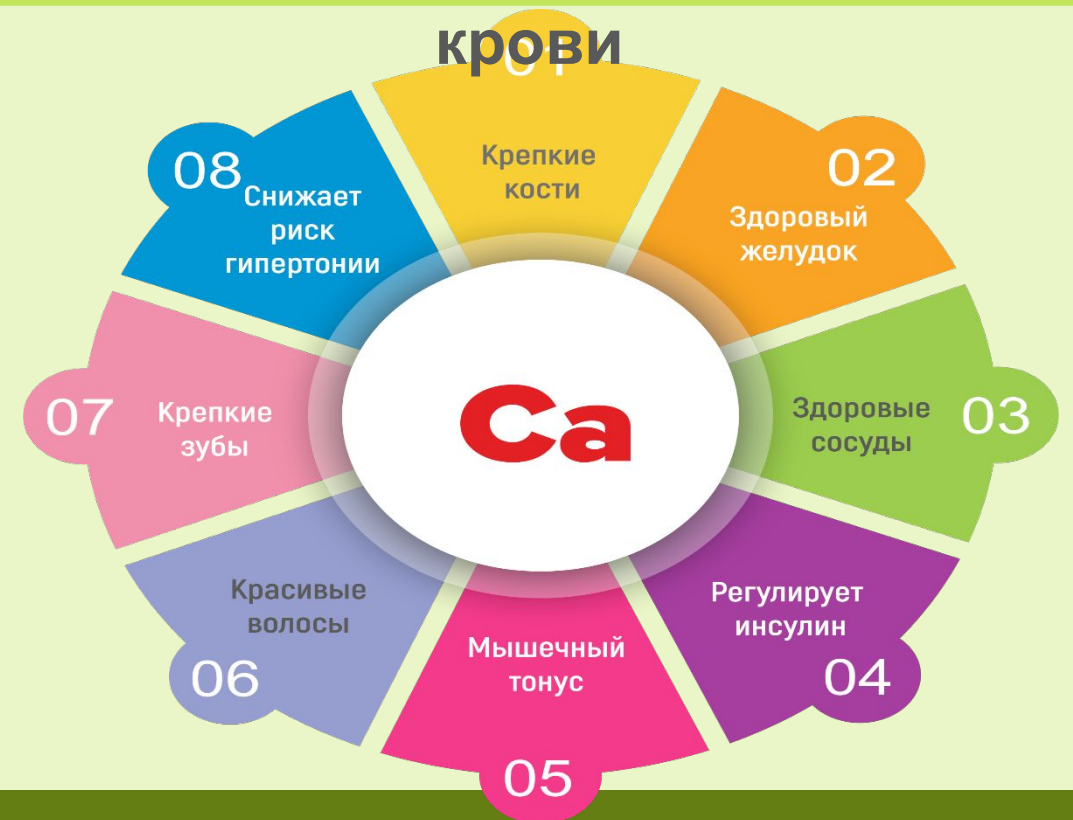 крови
01
Крепкие
кости
02
Здоровый
желудок
03
Здоровые
сосуды
04
Регулирует
инсулин
05
Мышечный
тонус
06
Красивые
волосы
07
Крепкие
зубы
08
Снижает
риск
гипертонии
Ca